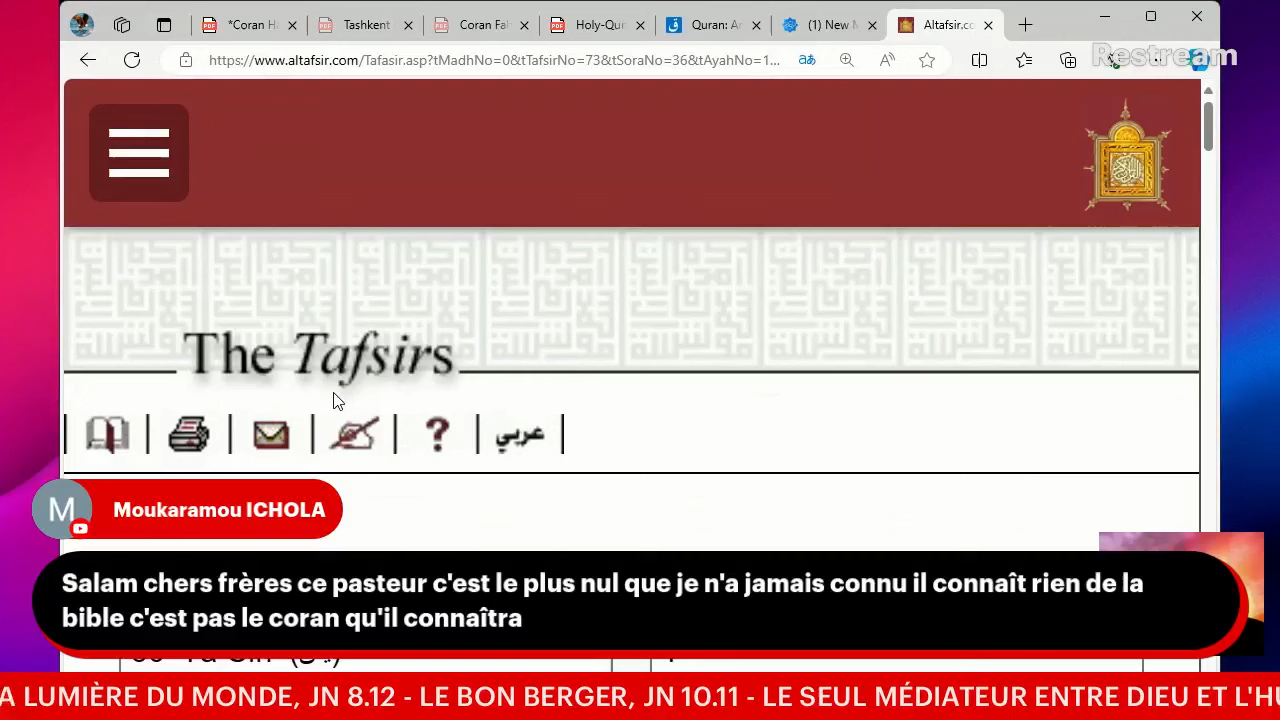 *Coran Ha
Tashkent
Coran Fa
Holy-Qur
Quran: Ar
(1) New M
Altafsir.co
https://www.altafsir.com/Tafasir.asp?tMadhNo=0&tTafsirNo=73&tSoraNo=36&tAyahNo=1...
Restream
The Tafsirs
عربي
M
Moukaramou ICHOLA
Salam chers frères ce pasteur c'est le plus nul que je n'a jamais connu il connaît rien de la
bible c'est pas le coran qu'il connaîtra
A LUMIÈRE DU MONDE, JN 8.12 - LE BON BERGER, JN 10.11 - LE SEUL MÉDIATEUR ENTRE DIEU ET L'HU